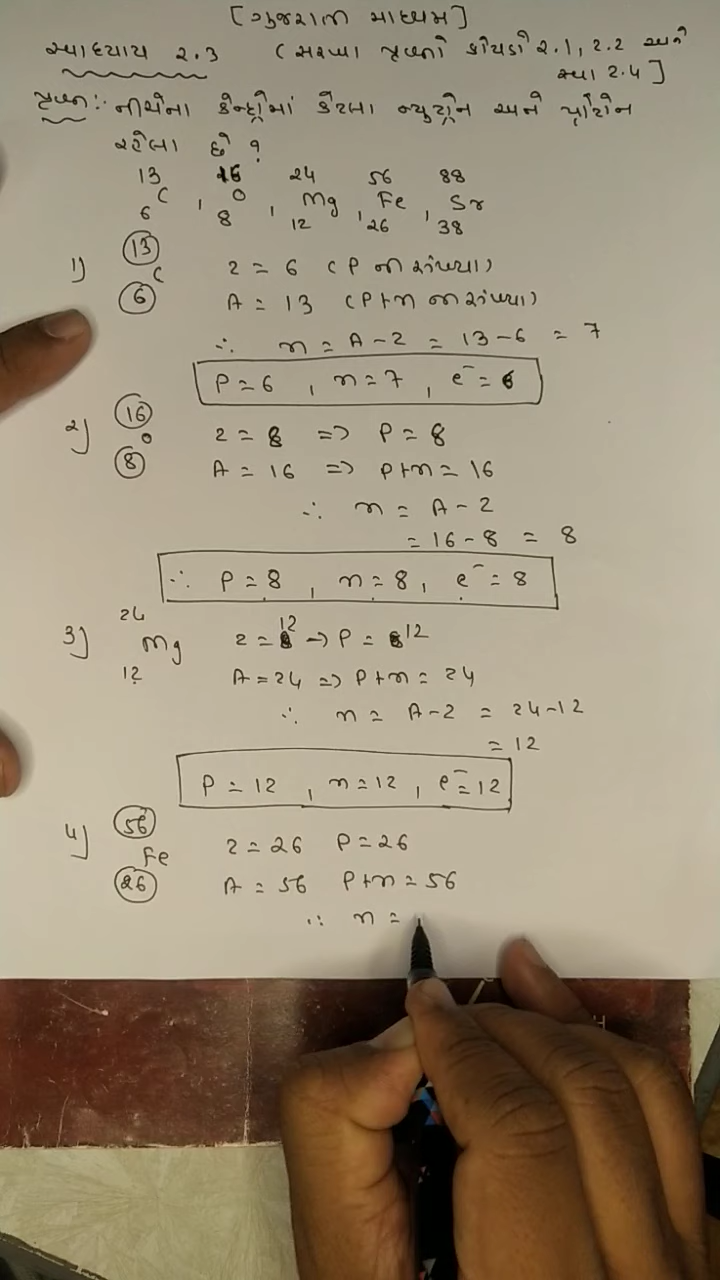 [ગુજરાતી માધ્યમ]
સ્વાધ્યાય 2.3 ( સરખા પ્રશ્નો કોયડો 2.1, 2.2 અને
સ્વા 2.4 ]
પ્રશ્ન :- નીચેના કેન્દ્રોમાં કેટલા ન્યુટ્રોન અને પ્રોટોન
રહેલા છે ?
13 16 24 56 88
C , O , Mg , Fe , Sr
6 8 12 26 38
1) 13 C 6 z = 6 (P ની સંખ્યા)
A = 13 (P+n ની સંખ્યા)
∴ n = A - z = 13 - 6 = 7
P = 6 , n = 7 , e⁻ = 6
2) 16 O 8 z = 8 => P = 8
A = 16 => P+n = 16
∴ n = A - z
= 16 - 8 = 8
∴ P = 8 , n = 8 , e⁻ = 8
3) 24 Mg 12 z = 12 => P = 12
A = 24 => P+n = 24
∴ n = A - z = 24 - 12
= 12
P = 12 , n = 12 , e⁻ = 12
4) 56 Fe 26 z = 26 P = 26
A = 56 P+n = 56
∴ n =